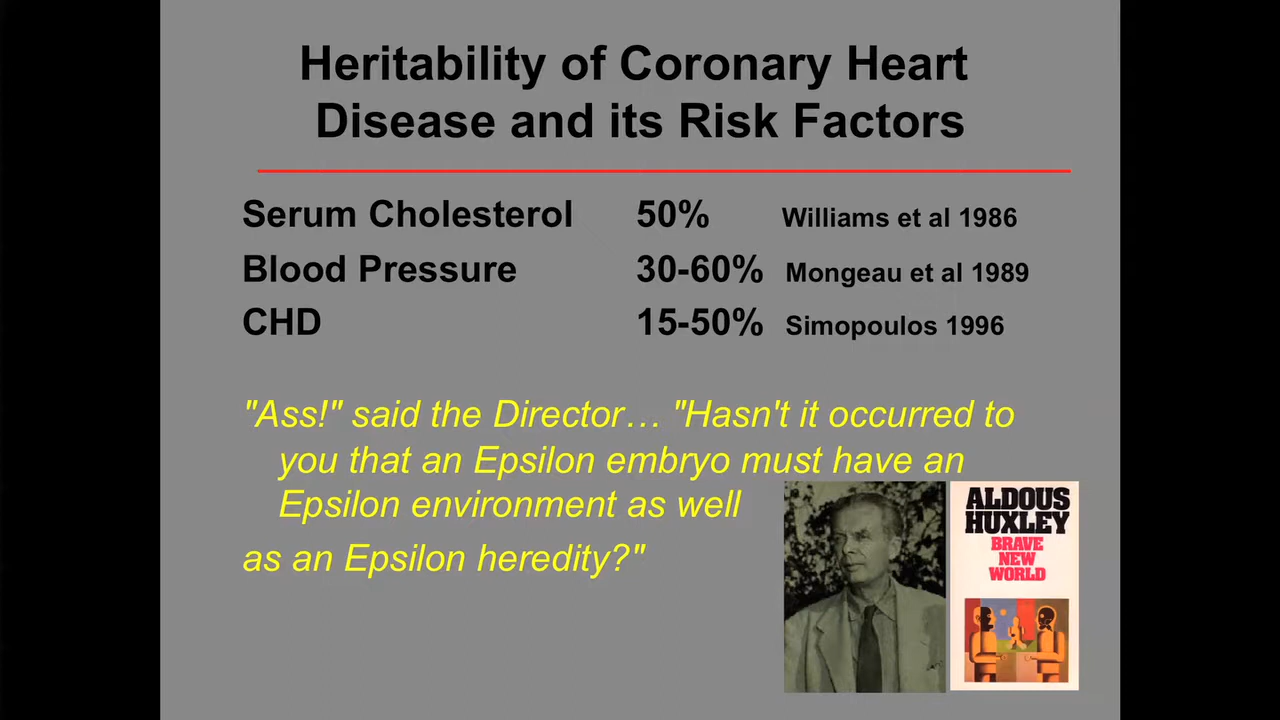 Heritability of Coronary Heart
Disease and its Risk Factors
Serum Cholesterol 50% Williams et al 1986
Blood Pressure 30-60% Mongeau et al 1989
CHD 15-50% Simopoulos 1996
"Ass!" said the Director… "Hasn't it occurred to
you that an Epsilon embryo must have an
Epsilon environment as well
as an Epsilon heredity?"
ALDOUS
HUXLEY
BRAVE
NEW
WORLD